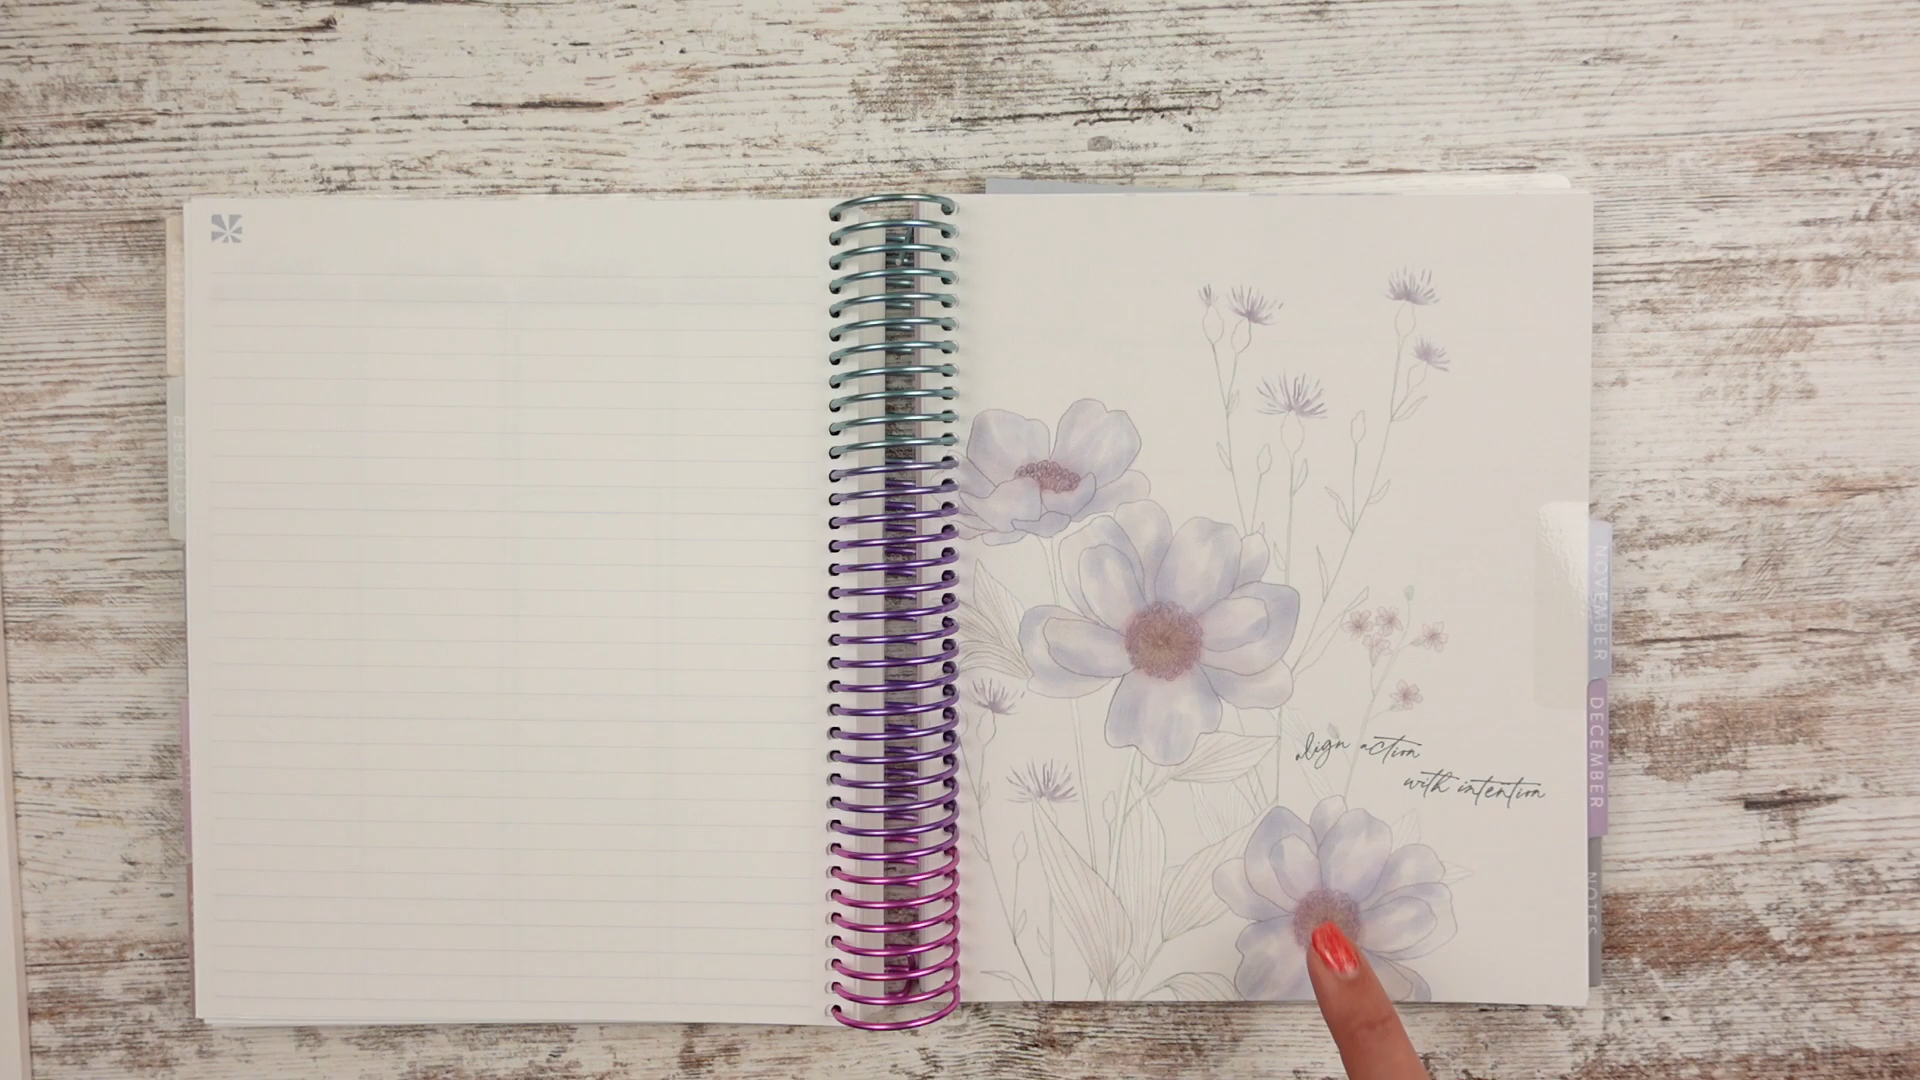 OCTOBER
align action
with intention
NOVEMBER
DECEMBER
NOTES